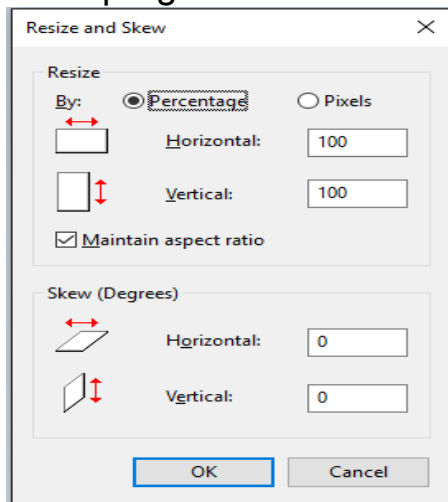 Resize and Skew
Resize
By: Percentage Pixels
Horizontal: 100
Vertical: 100
Maintain aspect ratio
Skew (Degrees)
Horizontal: 0
Vertical: 0
OK Cancel